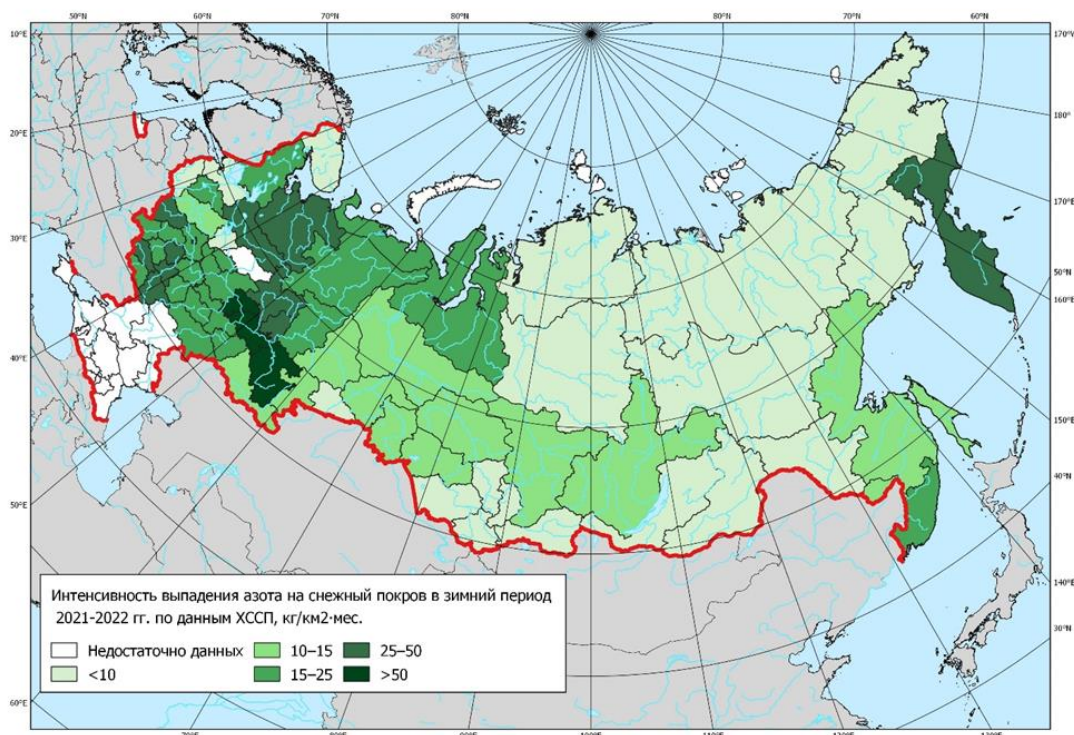 50°N 60°N 70°N 80°N 80°N 70°N 60°N
10°E 170°W
20°E 180°
30°E 170°E
50°N
160°E
40°E 150°E
40°N
50°E
140°E
30°N
60°E
Интенсивность выпадения азота на снежный покров в зимний период
2021-2022 гг. по данным ХССП, кг/км2·мес.
Недостаточно данных 10–15 25–50
<10 15–25 >50